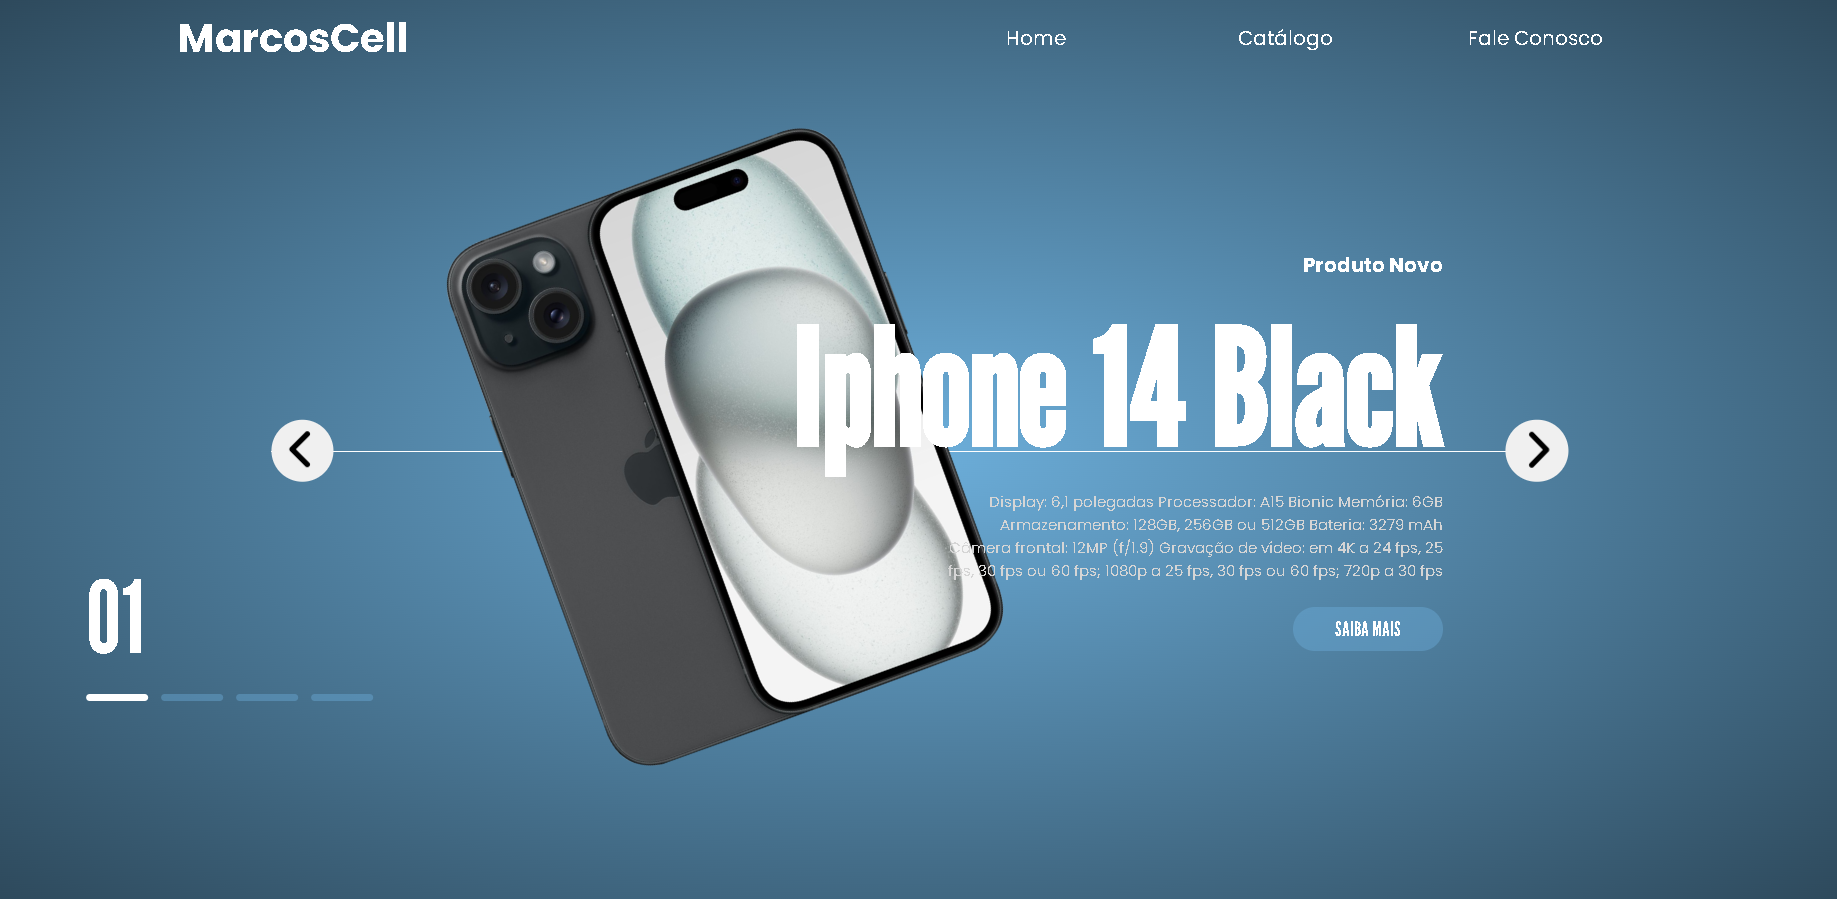 MarcosCell
Home
Catálogo
Fale Conosco
Produto Novo
Iphone 14 Black
Display: 6,1 polegadas Processador: A15 Bionic Memória: 6GB
Armazenamento: 128GB, 256GB ou 512GB Bateria: 3279 mAh
Câmera frontal: 12MP (f/1.9) Gravação de vídeo: em 4K a 24 fps, 25
fps, 30 fps ou 60 fps; 1080p a 25 fps, 30 fps ou 60 fps; 720p a 30 fps
SAIBA MAIS
01